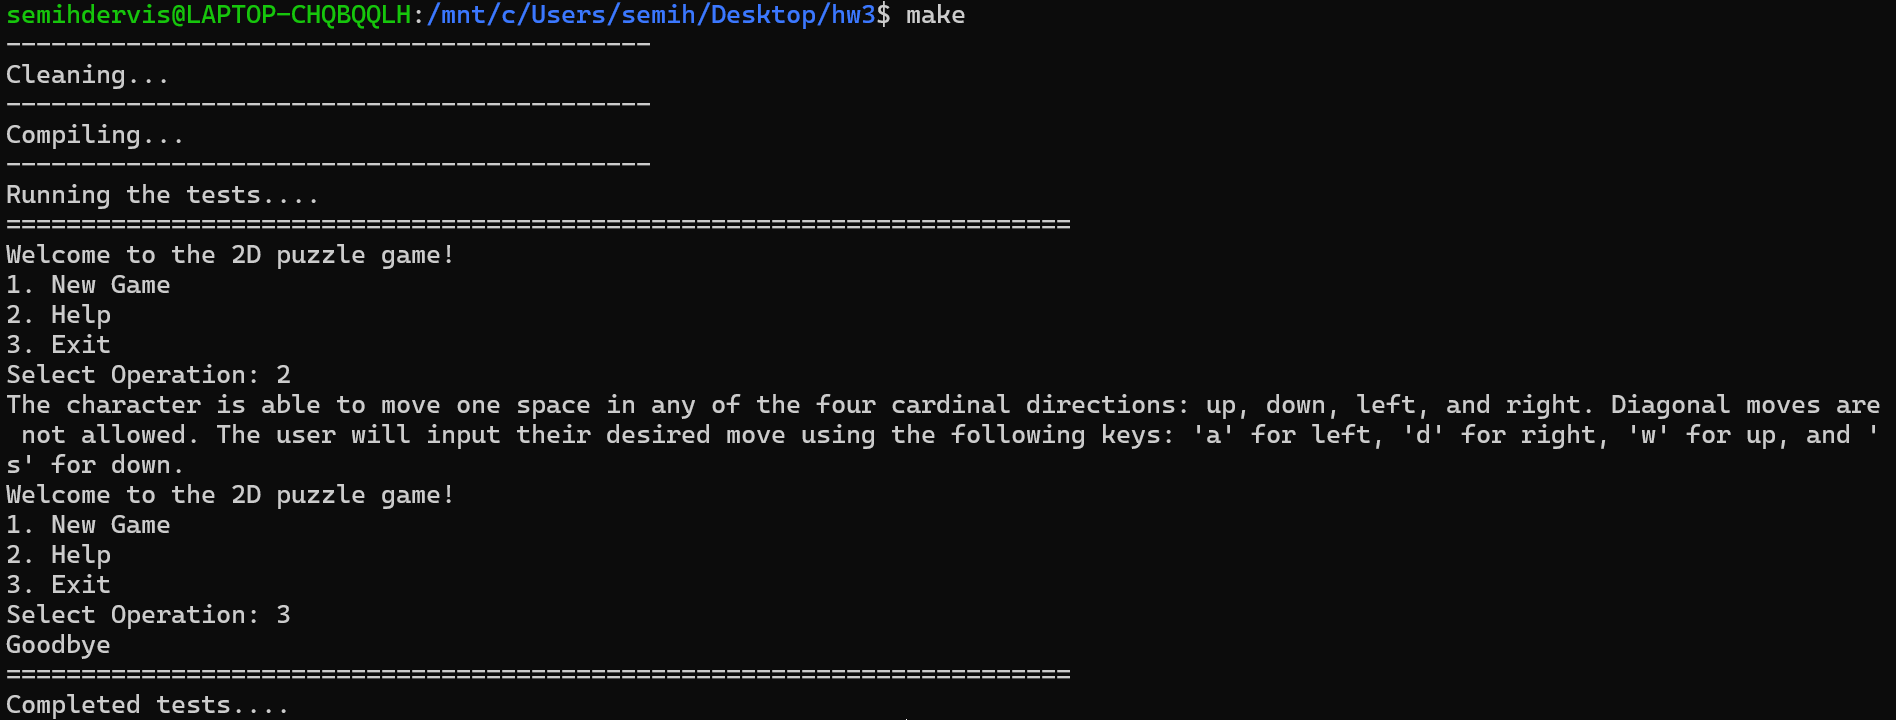 semihdervis@LAPTOP-CHQBQQLH:/mnt/c/Users/semih/Desktop/hw3$ make
-------------------------------------------
Cleaning...
-------------------------------------------
Compiling...
-------------------------------------------
Running the tests....
=======================================================================
Welcome to the 2D puzzle game!
1. New Game
2. Help
3. Exit
Select Operation: 2
The character is able to move one space in any of the four cardinal directions: up, down, left, and right. Diagonal moves are
 not allowed. The user will input their desired move using the following keys: 'a' for left, 'd' for right, 'w' for up, and '
s' for down.
Welcome to the 2D puzzle game!
1. New Game
2. Help
3. Exit
Select Operation: 3
Goodbye
=======================================================================
Completed tests....